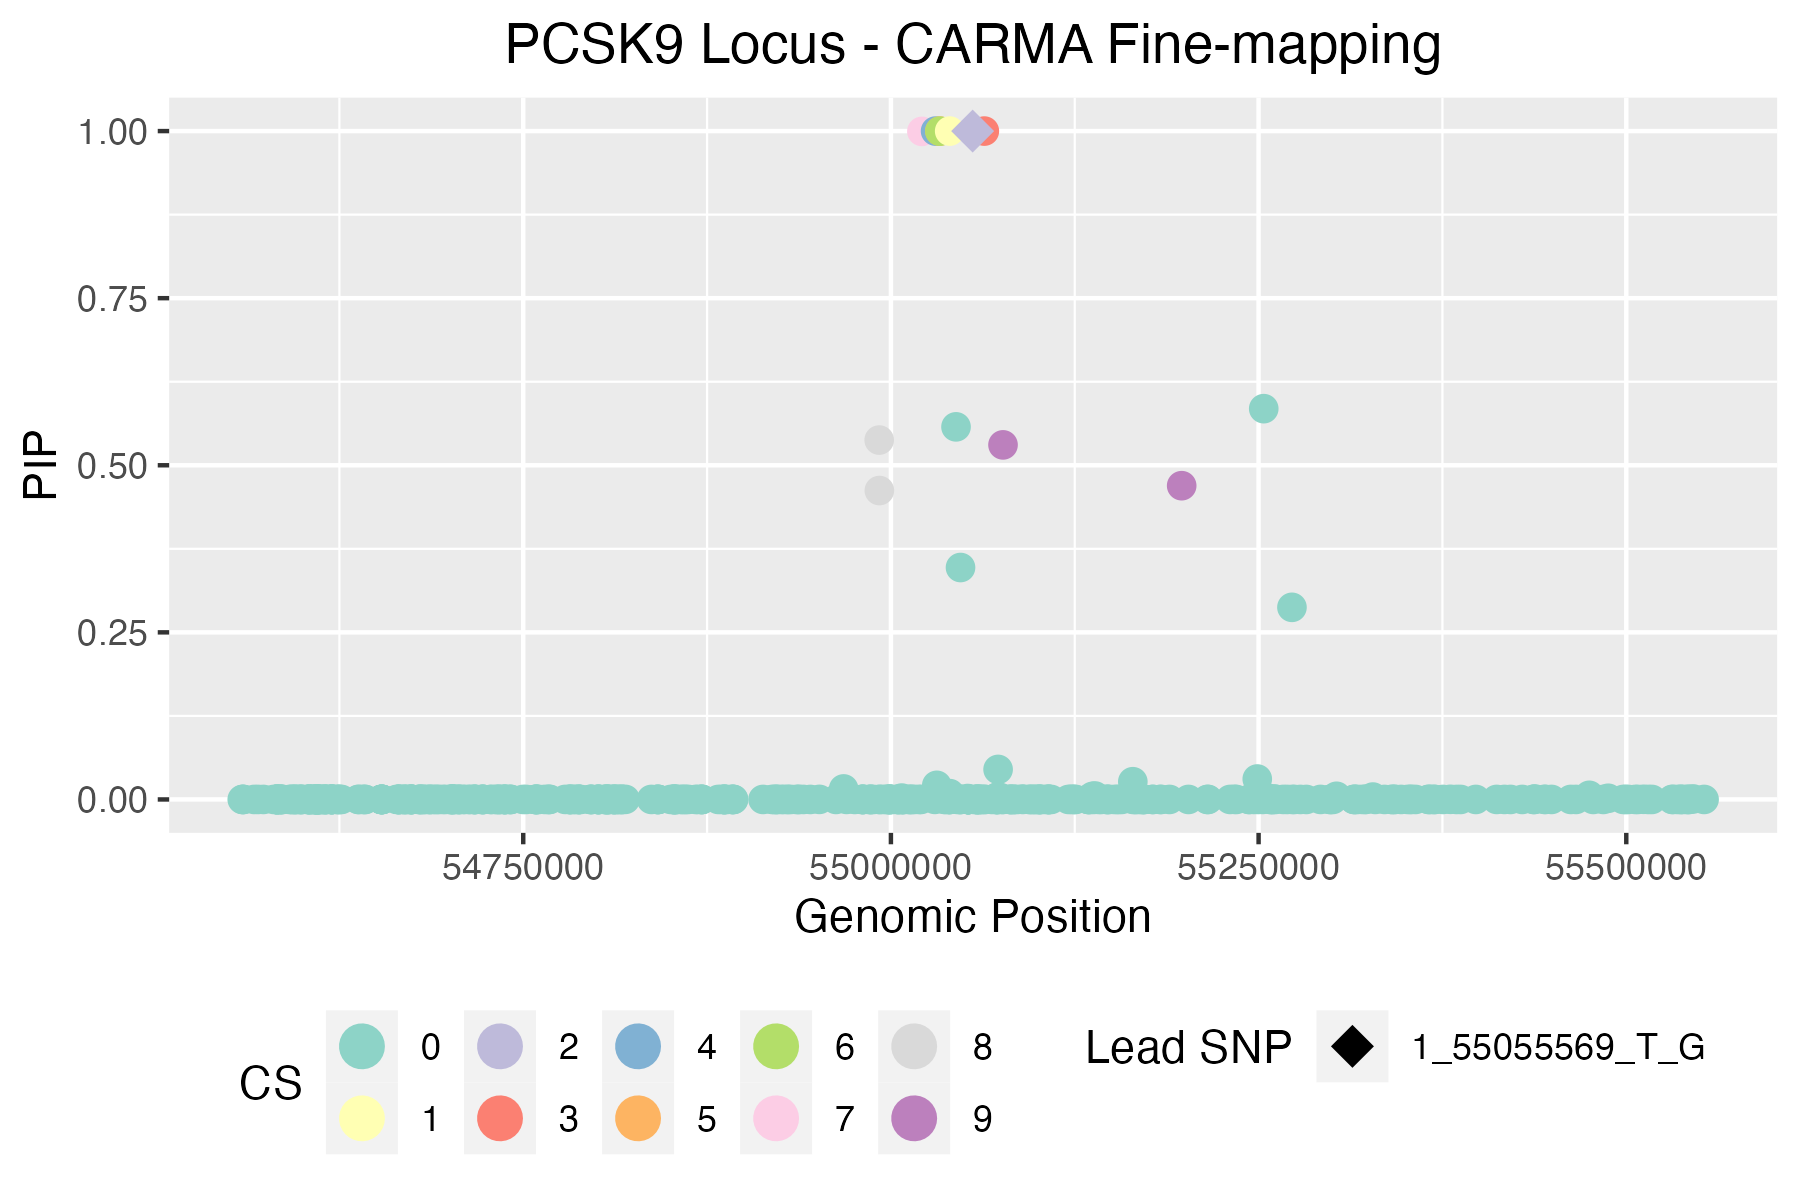 PCSK9 Locus - CARMA Fine-mapping
1.00
0.75
0.50
0.25
0.00
PIP
54750000 55000000 55250000 55500000
Genomic Position
CS
0 2 4 6 8
1 3 5 7 9
Lead SNP 1_55055569_T_G